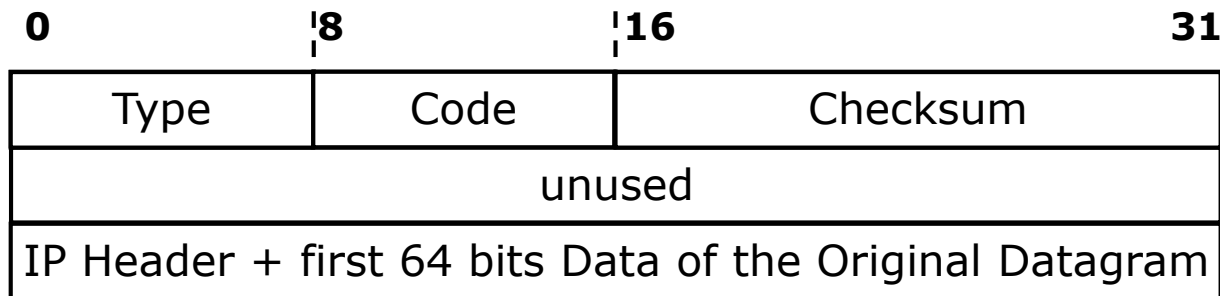 0 8 16 31
Type Code Checksum
unused
IP Header + first 64 bits Data of the Original Datagram